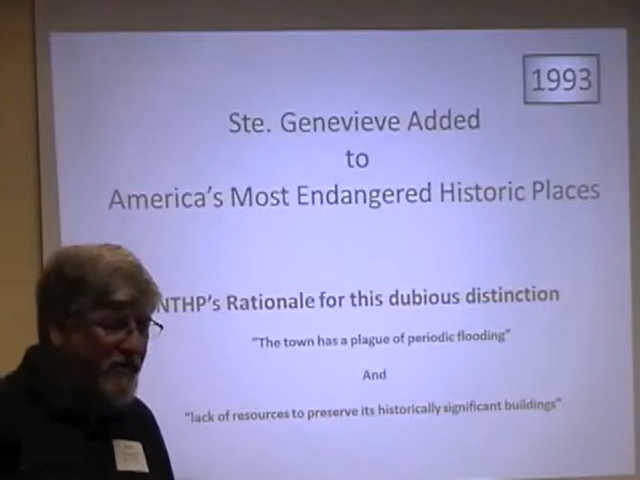 1993
Ste. Genevieve Added
to
America's Most Endangered Historic Places
NTHP's Rationale for this dubious distinction
"The town has a plague of periodic flooding"
And
"lack of resources to preserve its historically significant buildings"